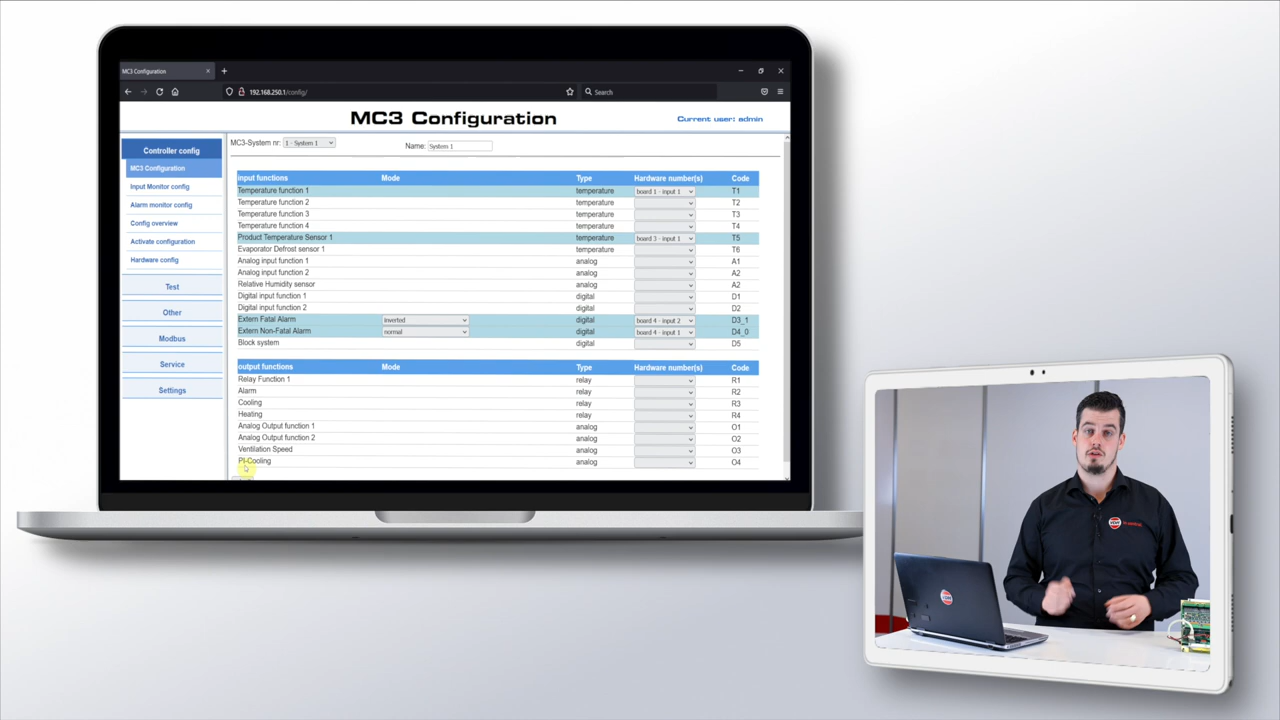 MC3 Configuration
192.168.250.1/config/
Search
MC3 Configuration
Current user: admin
Controller config
MC3 Configuration
Input Monitor config
Alarm monitor config
Config overview
Activate configuration
Hardware config
Test
Other
Modbus
Service
Settings
MC3-System nr: 1 - System 1 Name: System 1
input functions Mode Type Hardware number(s) Code
Temperature function 1 temperature board 1 - input 1 T1
Temperature function 2 temperature T2
Temperature function 3 temperature T3
Temperature function 4 temperature T4
Product Temperature Sensor 1 temperature board 3 - input 1 T5
Evaporator Defrost sensor 1 temperature T6
Analog input function 1 analog A1
Analog input function 2 analog A2
Relative Humidity sensor analog A2
Digital input function 1 digital D1
Digital input function 2 digital D2
Extern Fatal Alarm inverted digital board 4 - input 2 D3_1
Extern Non-Fatal Alarm normal digital board 4 - input 1 D4_0
Block system digital D5
output functions Mode Type Hardware number(s) Code
Relay Function 1 relay R1
Alarm relay R2
Cooling relay R3
Heating relay R4
Analog Output function 1 analog O1
Analog Output function 2 analog O2
Ventilation Speed analog O3
PI-Cooling analog O4